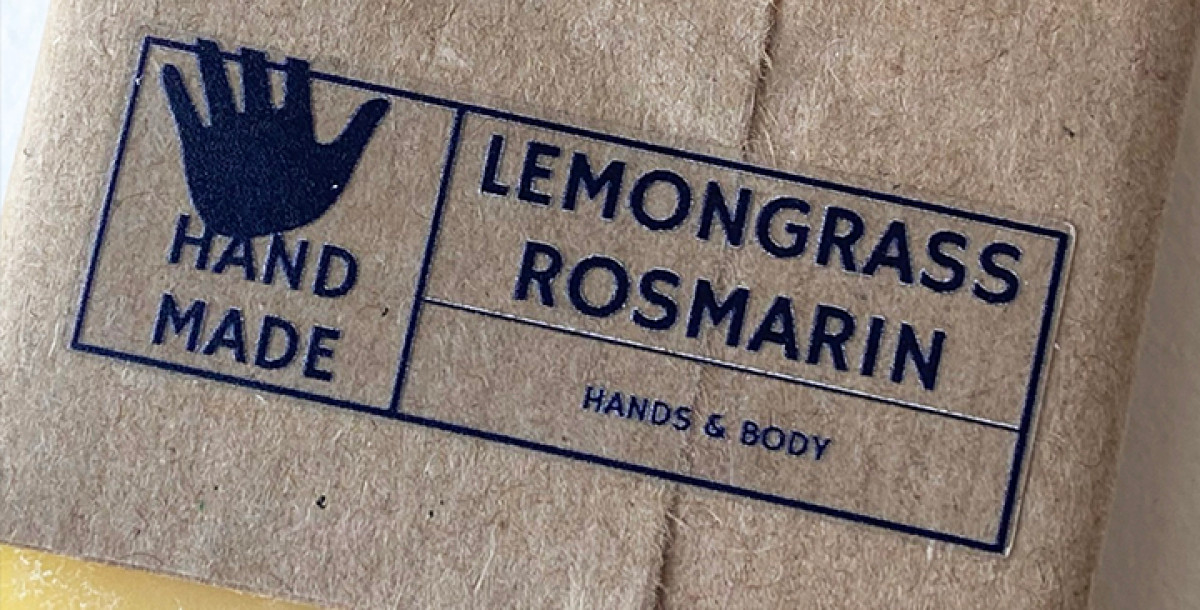 HAND
MADE
LEMONGRASS
ROSMARIN
HANDS & BODY